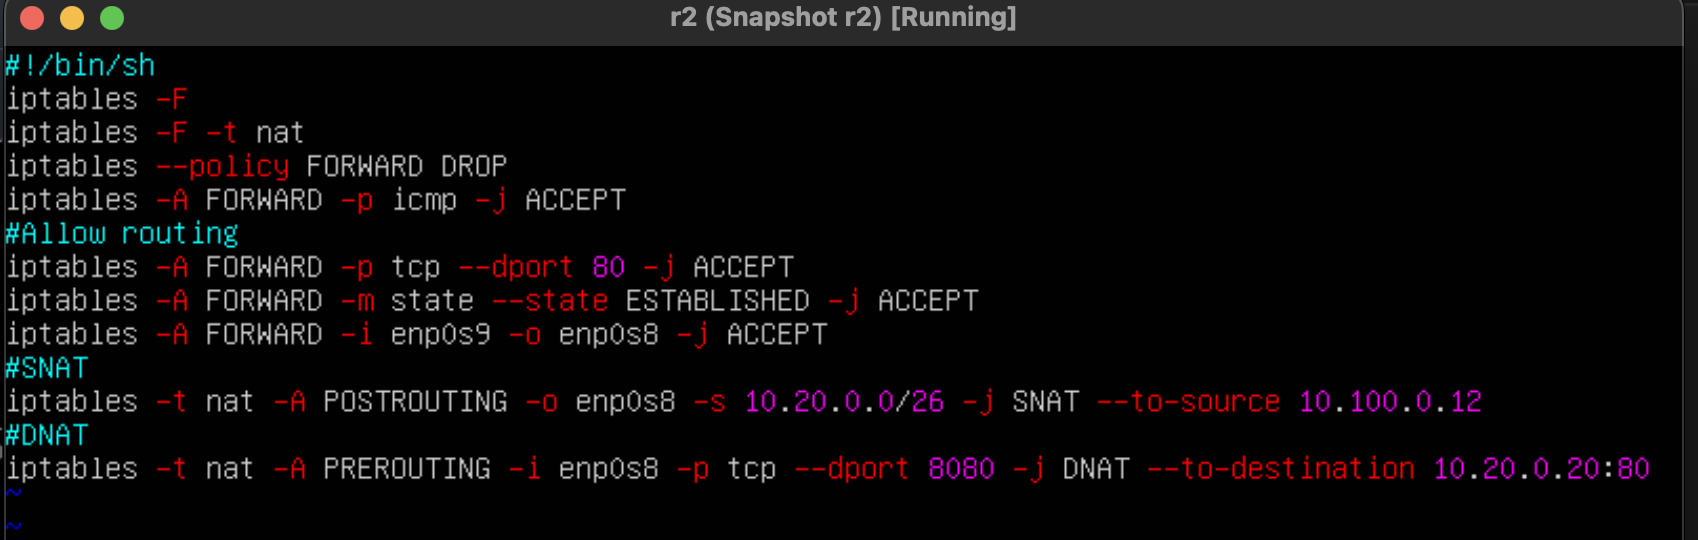 r2 (Snapshot r2) [Running]
#!/bin/sh
iptables -F
iptables -F -t nat
iptables --policy FORWARD DROP
iptables -A FORWARD -p icmp -j ACCEPT
#Allow routing
iptables -A FORWARD -p tcp --dport 80 -j ACCEPT
iptables -A FORWARD -m state --state ESTABLISHED -j ACCEPT
iptables -A FORWARD -i enp0s9 -o enp0s8 -j ACCEPT
#SNAT
iptables -t nat -A POSTROUTING -o enp0s8 -s 10.20.0.0/26 -j SNAT --to-source 10.100.0.12
#DNAT
iptables -t nat -A PREROUTING -i enp0s8 -p tcp --dport 8080 -j DNAT --to-destination 10.20.0.20:80
~
~